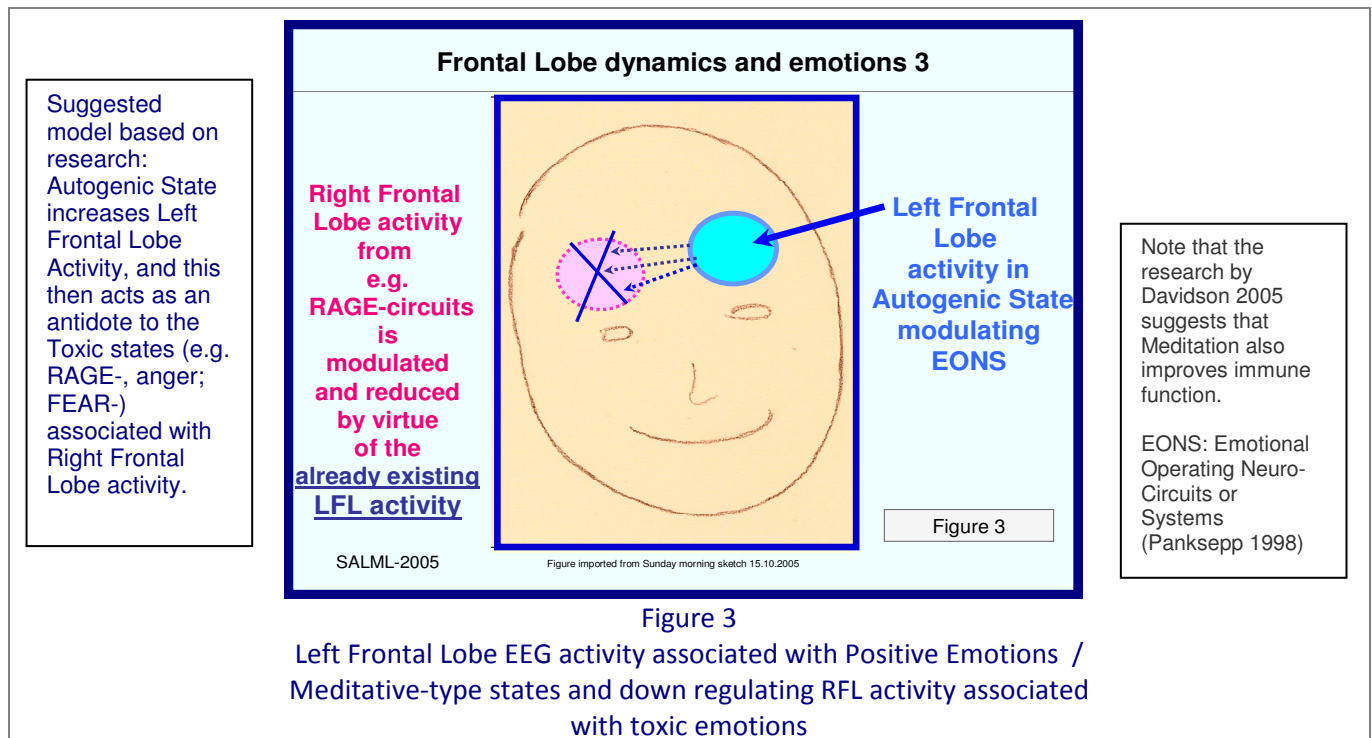 Frontal Lobe dynamics and emotions 3
Suggested
model based on
research:
Autogenic State
increases Left
Frontal Lobe
Activity, and this
then acts as an
antidote to the
Toxic states (e.g.
RAGE-, anger;
FEAR-)
associated with
Right Frontal
Lobe activity.
Right Frontal
Lobe activity
from
e.g.
RAGE-circuits
is
modulated
and reduced
by virtue
of the
already existing
LFL activity
SALML-2005
Left Frontal
Lobe
activity in
Autogenic State
modulating
EONS
Figure 3
Figure imported from Sunday morning sketch 15.10.2005
Note that the
research by
Davidson 2005
suggests that
Meditation also
improves immune
function.
EONS: Emotional
Operating Neuro-
Circuits or
Systems
(Panksepp 1998)
Figure 3
Left Frontal Lobe EEG activity associated with Positive Emotions /
Meditative-type states and down regulating RFL activity associated
with toxic emotions